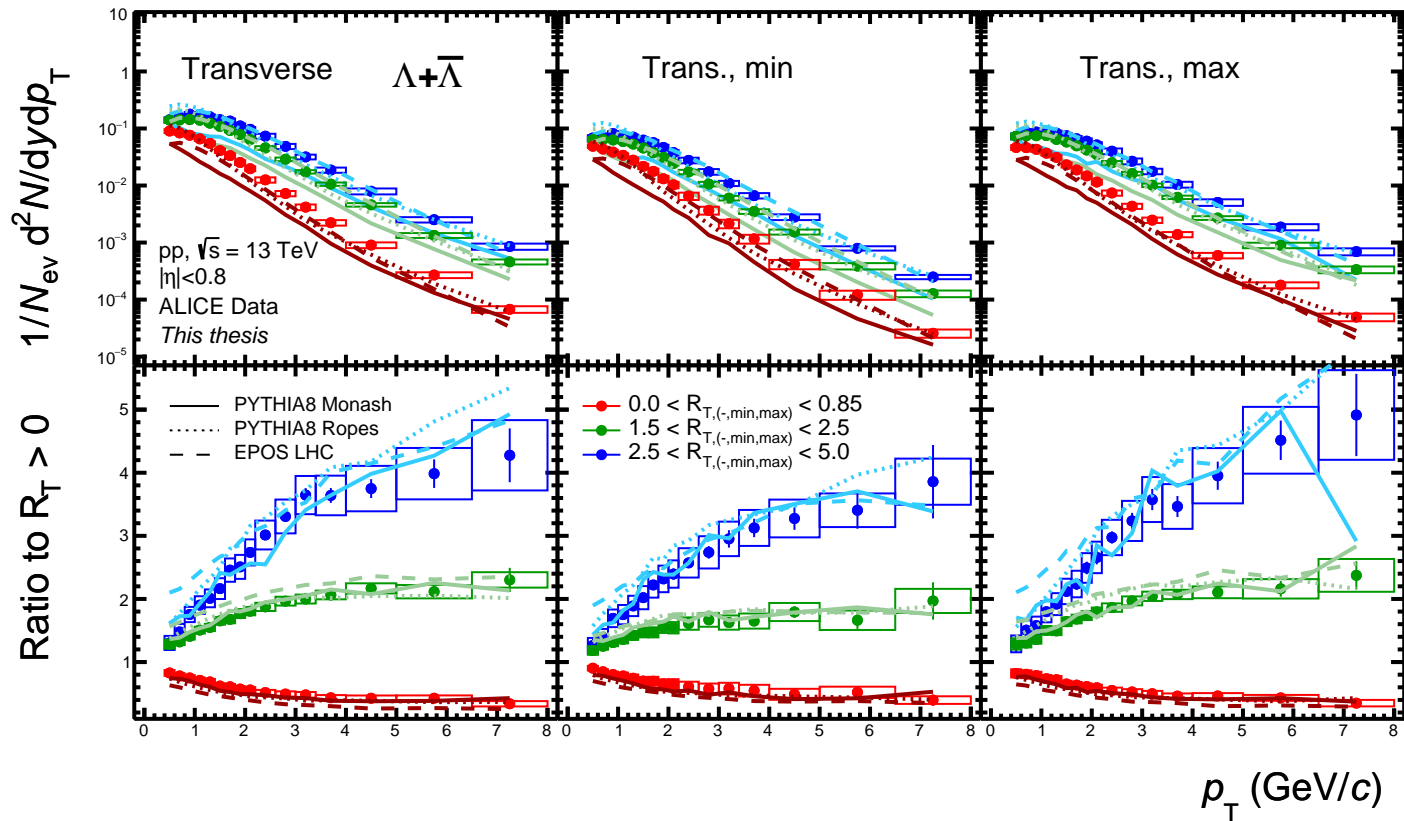 1/N_ev d²N/dydp_T
10
1
10⁻¹
10⁻²
10⁻³
10⁻⁴
10⁻⁵
Transverse Λ+Λ̅
Trans., min
Trans., max
pp, √s = 13 TeV
|η|<0.8
ALICE Data
This thesis
Ratio to R_T > 0
5
4
3
2
1
PYTHIA8 Monash
PYTHIA8 Ropes
EPOS LHC
0.0 < R_T,(-,min,max) < 0.85
1.5 < R_T,(-,min,max) < 2.5
2.5 < R_T,(-,min,max) < 5.0
0 1 2 3 4 5 6 7 8
0 1 2 3 4 5 6 7 8
0 1 2 3 4 5 6 7 8
p_T (GeV/c)